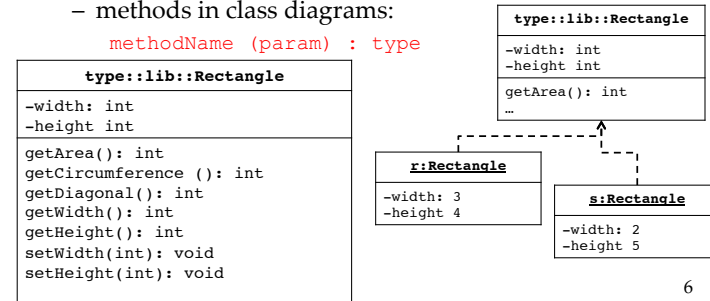 – methods in class diagrams:
methodName (param) : type
type::lib::Rectangle
-width: int
-height int
getArea(): int
getCircumference (): int
getDiagonal(): int
getWidth(): int
getHeight(): int
setWidth(int): void
setHeight(int): void
type::lib::Rectangle
-width: int
-height int
getArea(): int
…
r:Rectangle
-width: 3
-height 4
s:Rectangle
-width: 2
-height 5
6